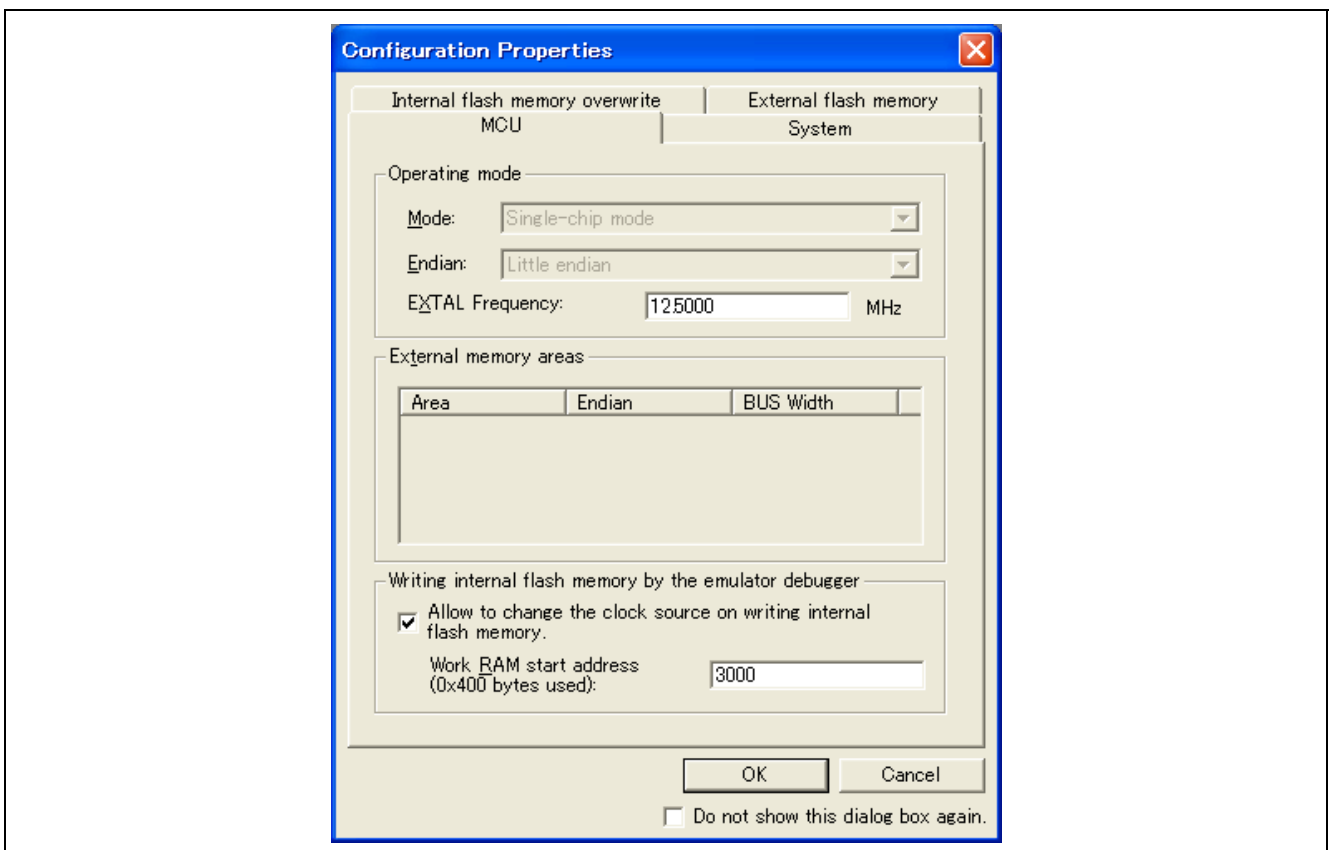 Configuration Properties
Internal flash memory overwrite
External flash memory
MCU
System
Operating mode
Mode:
Single-chip mode
Endian:
Little endian
EXTAL Frequency:
12.5000
MHz
External memory areas
Area
Endian
BUS Width
Writing internal flash memory by the emulator debugger
Allow to change the clock source on writing internal
flash memory.
Work RAM start address
(0x400 bytes used):
3000
OK
Cancel
Do not show this dialog box again.